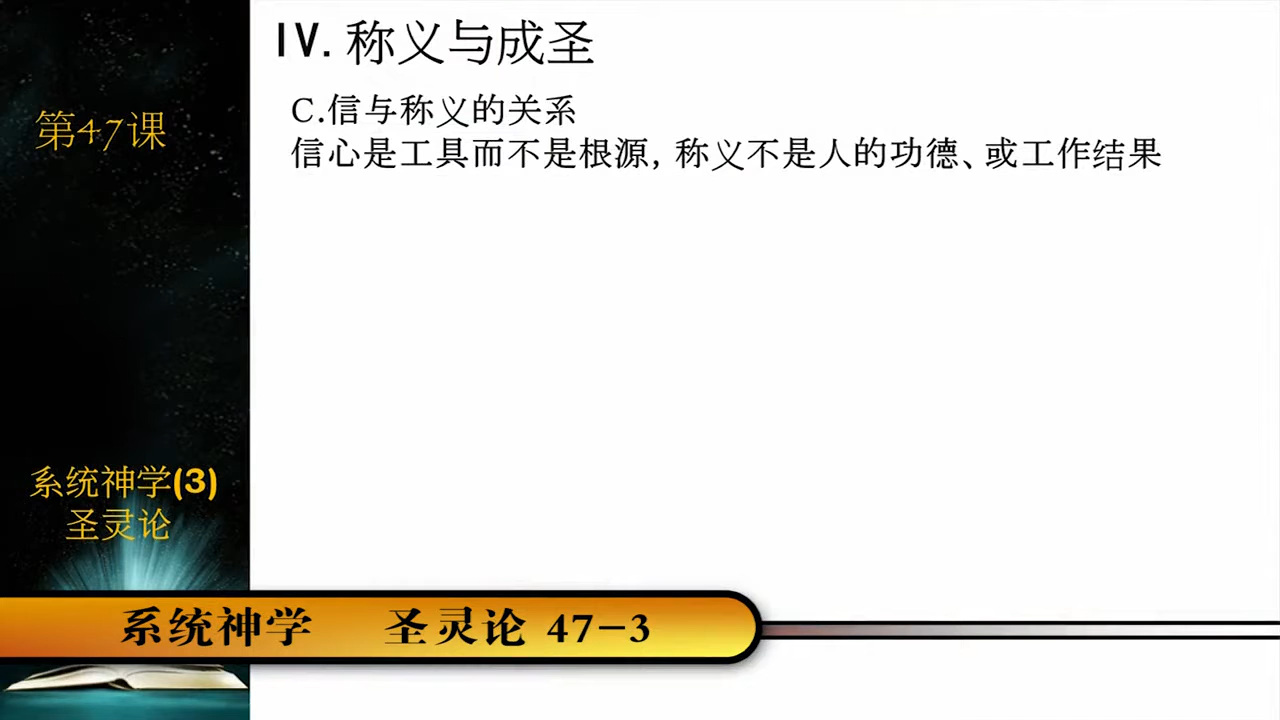 IV. 称义与成圣
C.信与称义的关系
信心是工具而不是根源, 称义不是人的功德、或工作结果
第47课
系统神学(3)
圣灵论
系统神学 圣灵论 47-3